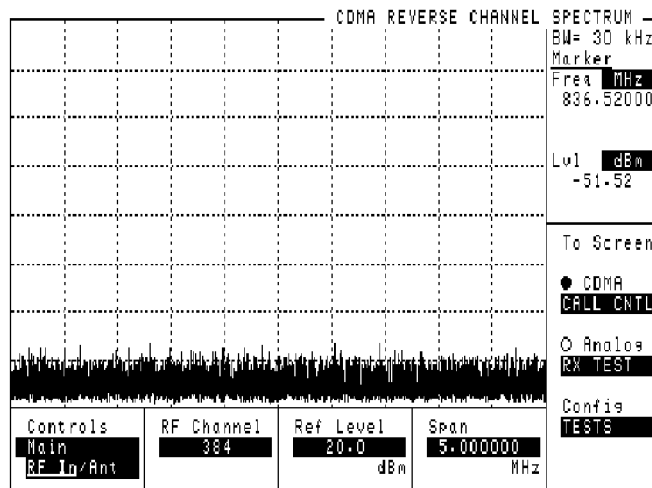 CDMA REVERSE CHANNEL SPECTRUM
BW= 30 kHz
Marker
Freq MHz
836.52000
Lvl dBm
-51.52
To Screen
CDMA
CALL CNTL
Analog
RX TEST
Config
TESTS
Controls
Main
RF In/Ant
RF Channel
384
Ref Level
20.0
dBm
Span
5.000000
MHz